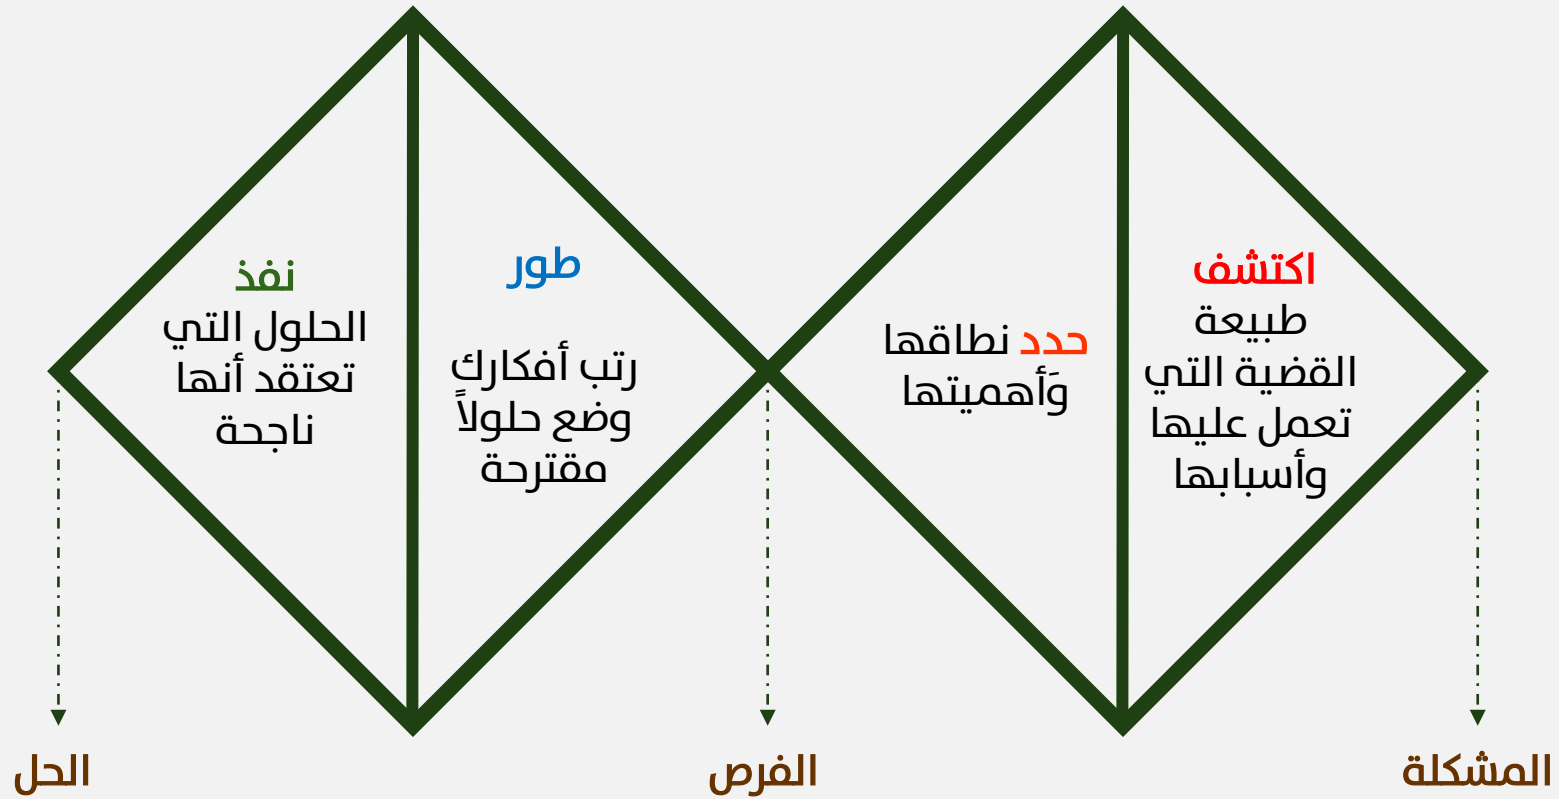 اكتشف
طبيعة
القضية التي
تعمل عليها
وأسبابها
حدد نطاقها
وَأهميتها
طور
رتب أفكارك
وضع حلولاً
مقترحة
نفذ
الحلول التي
تعتقد أنها
ناجحة
المشكلة
الفرص
الحل